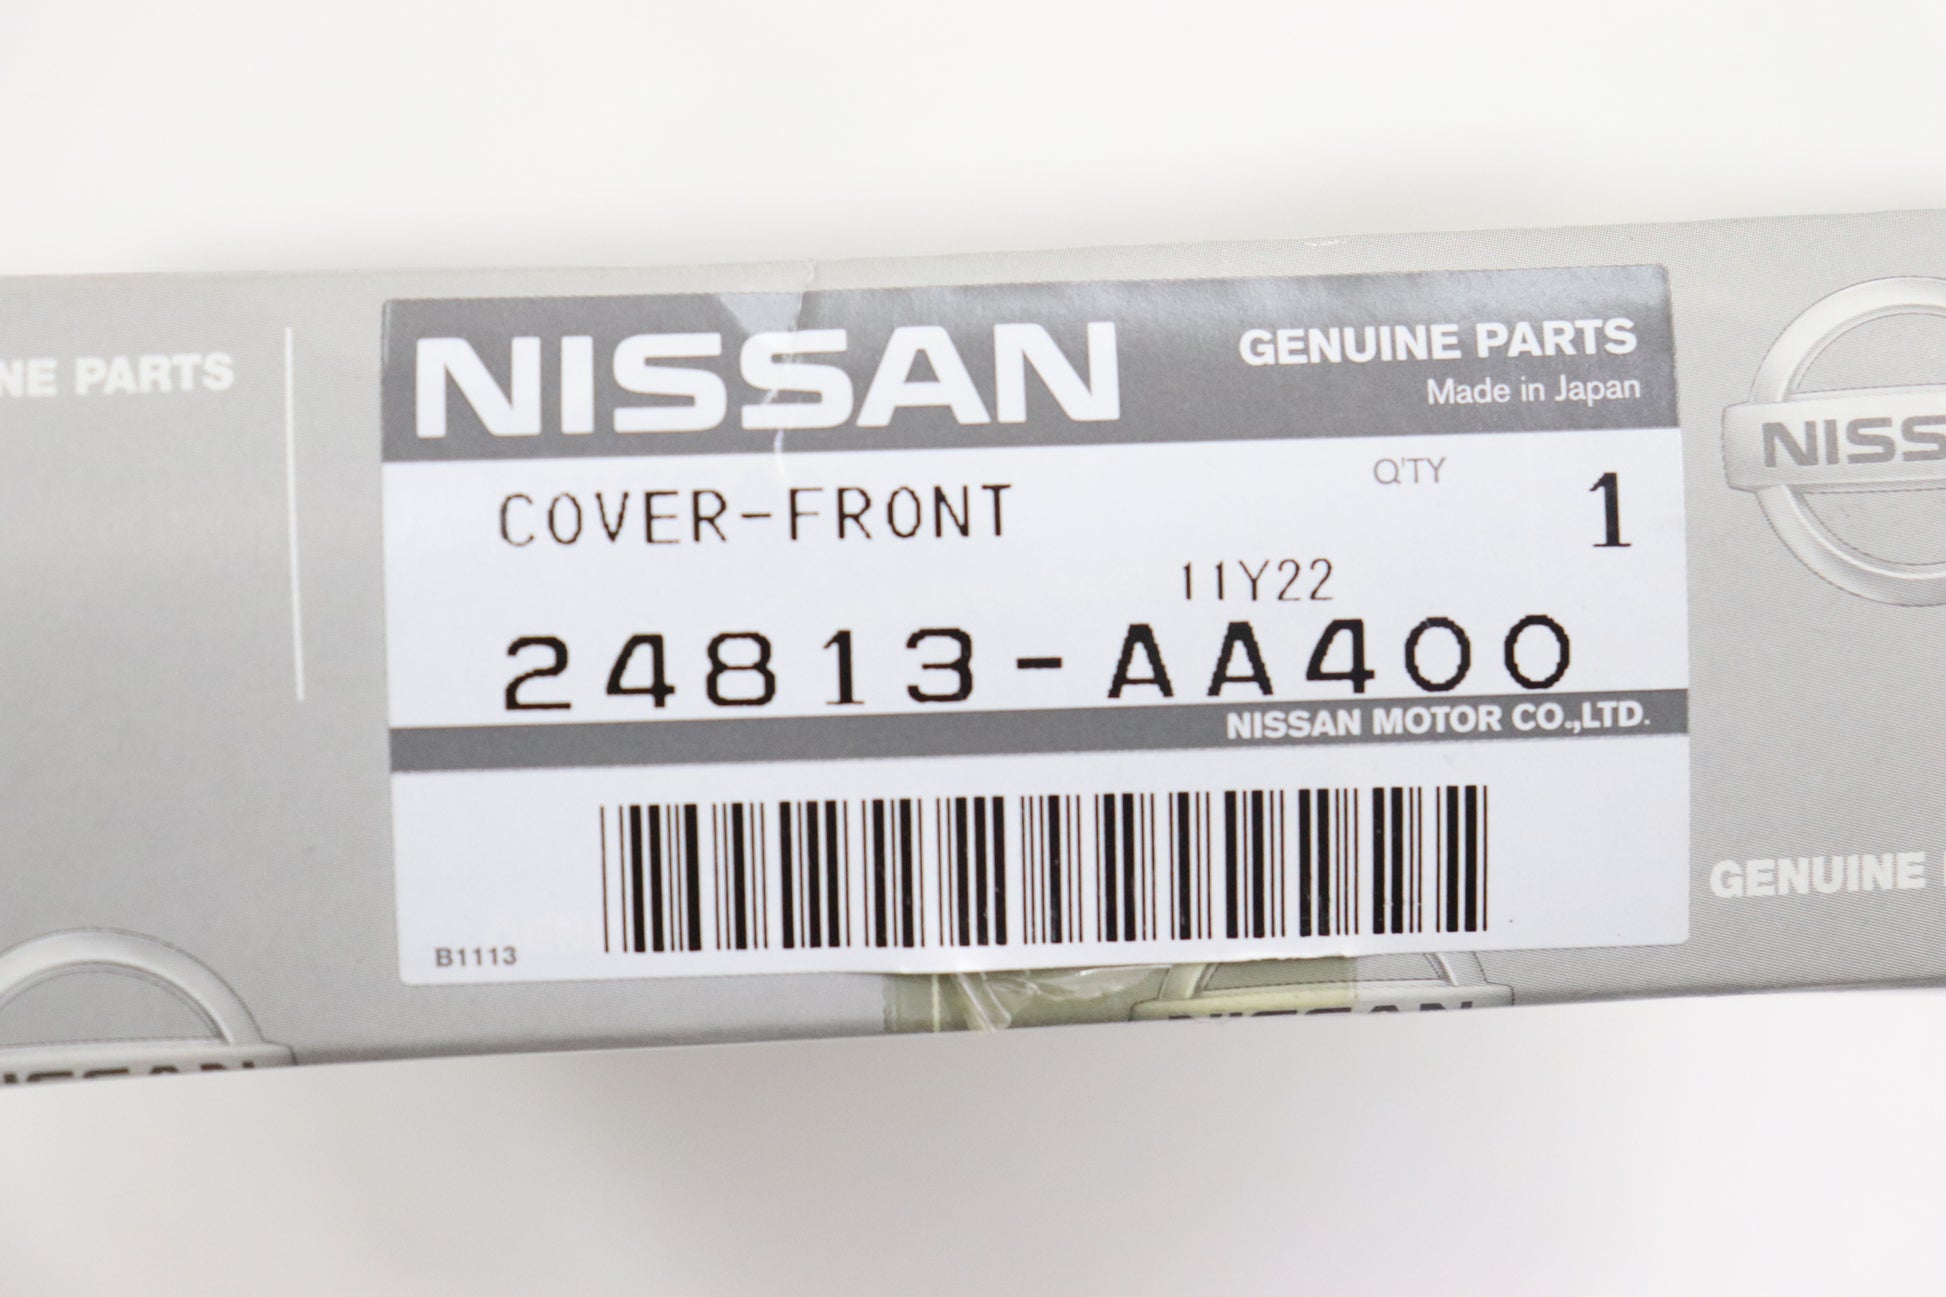 NISSAN
GENUINE PARTS
Made in Japan
COVER-FRONT
Q'TY 1
11Y22
24813-AA400
NISSAN MOTOR CO.,LTD.
B1113
NE PARTS
NISS
GENUINE
NISSAN